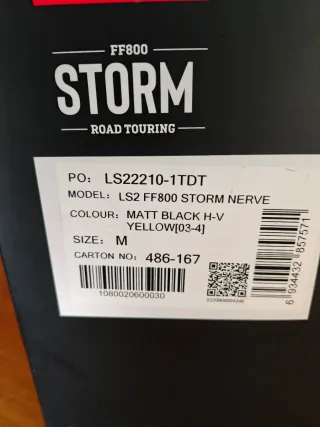 FF800
STORM
ROAD TOURING
PO: LS22210-1TDT
MODEL: LS2 FF800 STORM NERVE
COLOUR: MATT BLACK H-V
YELLOW[03-4]
SIZE: M
CARTON NO: 486-167
1080020600030
6 934432 857571